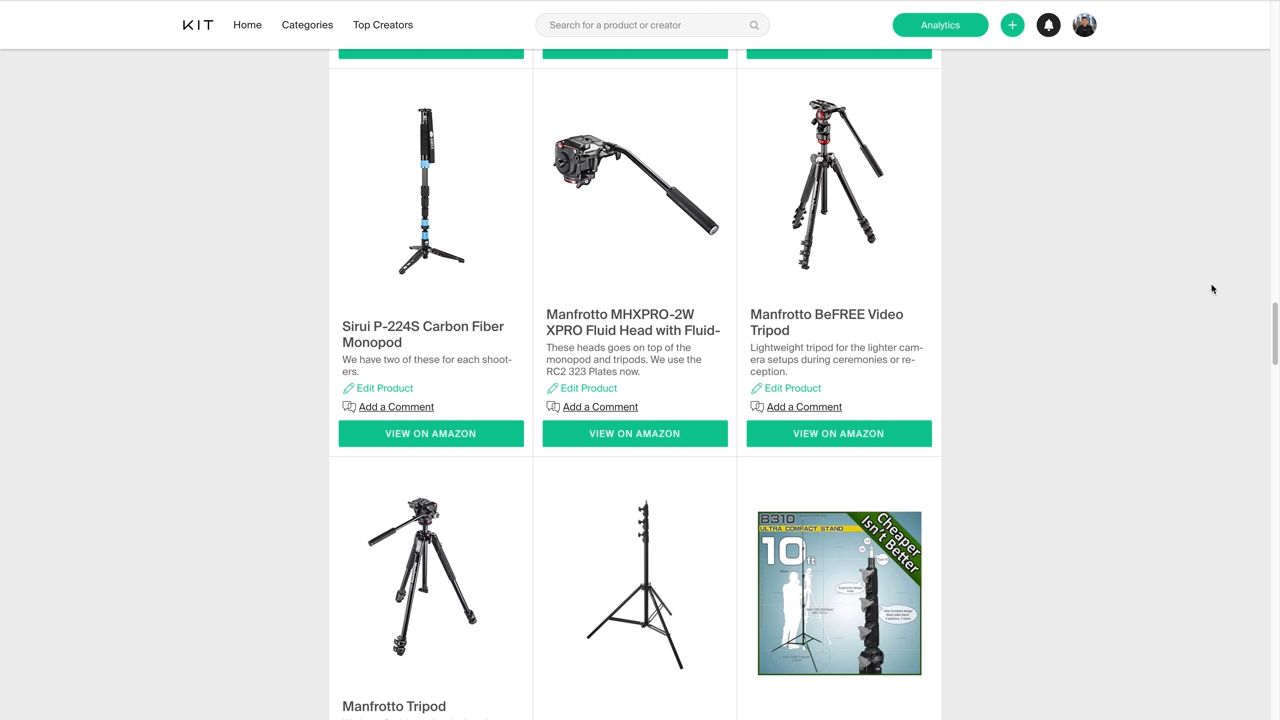 KIT
Home
Categories
Top Creators
Search for a product or creator
Analytics
Sirui P-224S Carbon Fiber
Monopod
We have two of these for each shoot-
ers.
Edit Product
Add a Comment
VIEW ON AMAZON
Manfrotto MHXPRO-2W
XPRO Fluid Head with Fluid-
These heads goes on top of the
monopod and tripods. We use the
RC2 323 Plates now.
Edit Product
Add a Comment
VIEW ON AMAZON
Manfrotto BeFREE Video
Tripod
Lightweight tripod for the lighter cam-
era setups during ceremonies or re-
ception.
Edit Product
Add a Comment
VIEW ON AMAZON
Manfrotto Tripod
8310
ULTRA COMPACT STAND
10 ft
Cheaper
Isn't Better